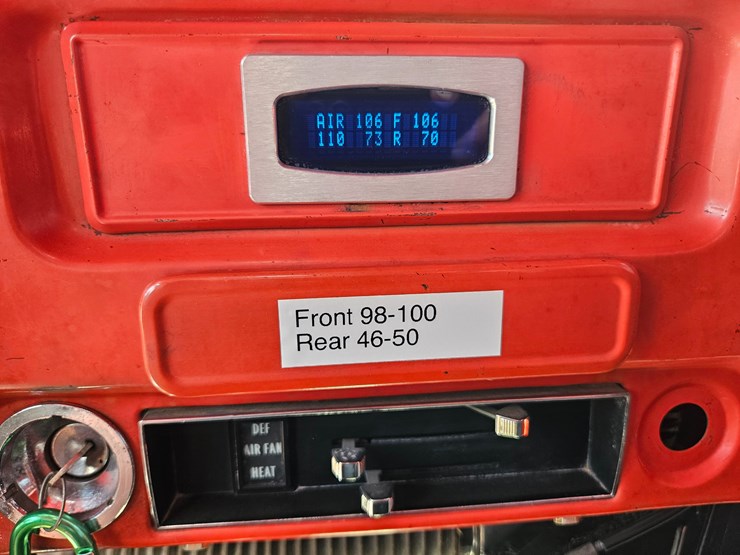 AIR 106 F 106
110 73 R 70
Front 98-100
Rear 46-50
DEF
AIR FAN
HEAT